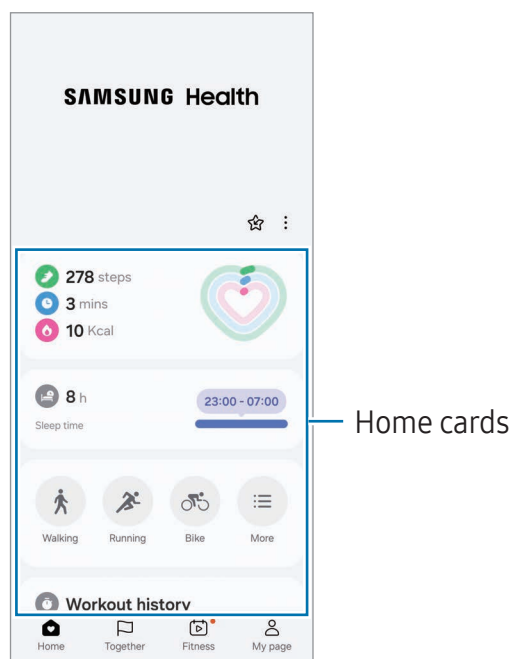 SAMSUNG Health
278 steps
3 mins
10 Kcal
8 h
23:00 - 07:00
Sleep time
Home cards
Walking Running Bike More
Workout history
Home Together Fitness My page